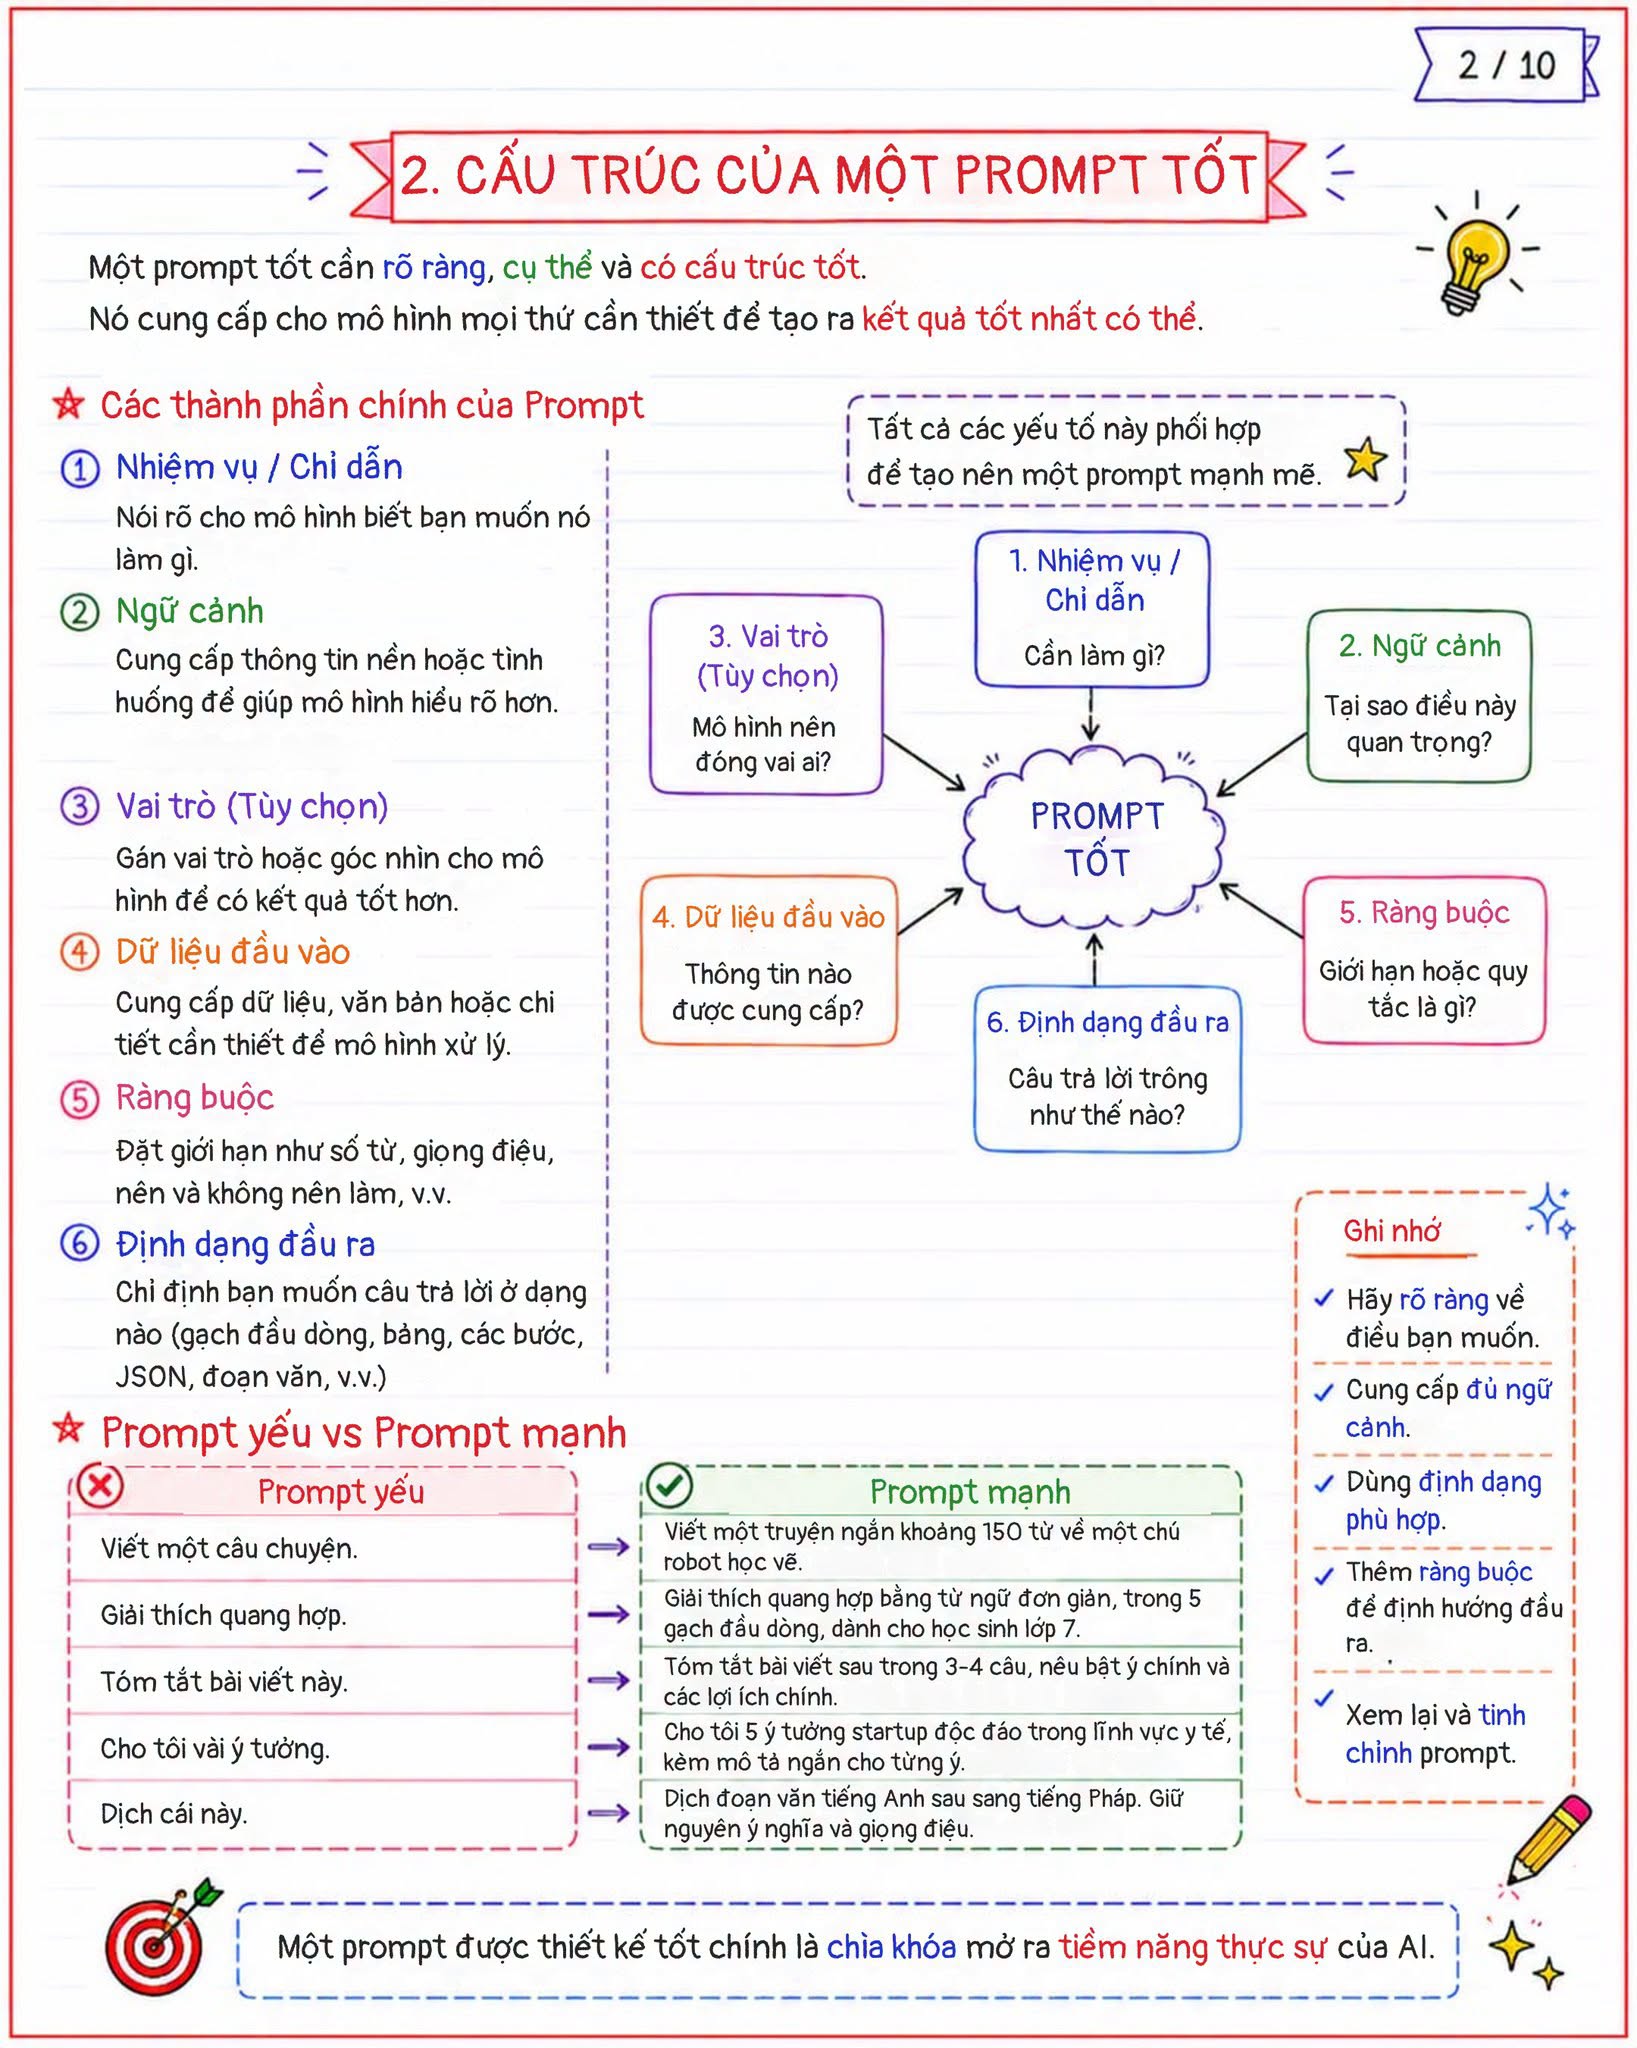 2 / 10
2. CẤU TRÚC CỦA MỘT PROMPT TỐT
Một prompt tốt cần rõ ràng, cụ thể và có cấu trúc tốt.
Nó cung cấp cho mô hình mọi thứ cần thiết để tạo ra kết quả tốt nhất có thể.
Các thành phần chính của Prompt
1 Nhiệm vụ / Chỉ dẫn
Nói rõ cho mô hình biết bạn muốn nó
làm gì.
2 Ngữ cảnh
Cung cấp thông tin nền hoặc tình
huống để giúp mô hình hiểu rõ hơn.
3 Vai trò (Tùy chọn)
Gán vai trò hoặc góc nhìn cho mô
hình để có kết quả tốt hơn.
4 Dữ liệu đầu vào
Cung cấp dữ liệu, văn bản hoặc chi
tiết cần thiết để mô hình xử lý.
5 Ràng buộc
Đặt giới hạn như số từ, giọng điệu,
nên và không nên làm, v.v.
6 Định dạng đầu ra
Chỉ định bạn muốn câu trả lời ở dạng
nào (gạch đầu dòng, bảng, các bước,
JSON, đoạn văn, v.v.)
Tất cả các yếu tố này phối hợp
để tạo nên một prompt mạnh mẽ.
1. Nhiệm vụ /
Chỉ dẫn
Cần làm gì?
3. Vai trò
(Tùy chọn)
Mô hình nên
đóng vai ai?
2. Ngữ cảnh
Tại sao điều này
quan trọng?
PROMPT
TỐT
4. Dữ liệu đầu vào
Thông tin nào
được cung cấp?
5. Ràng buộc
Giới hạn hoặc quy
tắc là gì?
6. Định dạng đầu ra
Câu trả lời trông
như thế nào?
Ghi nhớ
Hãy rõ ràng về
điều bạn muốn.
Cung cấp đủ ngữ
cảnh.
Dùng định dạng
phù hợp.
Thêm ràng buộc
để định hướng đầu
ra.
Xem lại và tinh
chỉnh prompt.
Prompt yếu vs Prompt mạnh
Prompt yếu
Prompt mạnh
Viết một câu chuyện.
Viết một truyện ngắn khoảng 150 từ về một chú
robot học vẽ.
Giải thích quang hợp.
Giải thích quang hợp bằng từ ngữ đơn giản, trong 5
gạch đầu dòng, dành cho học sinh lớp 7.
Tóm tắt bài viết này.
Tóm tắt bài viết sau trong 3-4 câu, nêu bật ý chính và
các lợi ích chính.
Cho tôi vài ý tưởng.
Cho tôi 5 ý tưởng startup độc đáo trong lĩnh vực y tế,
kèm mô tả ngắn cho từng ý.
Dịch cái này.
Dịch đoạn văn tiếng Anh sau sang tiếng Pháp. Giữ
nguyên ý nghĩa và giọng điệu.
Một prompt được thiết kế tốt chính là chìa khóa mở ra tiềm năng thực sự của AI.